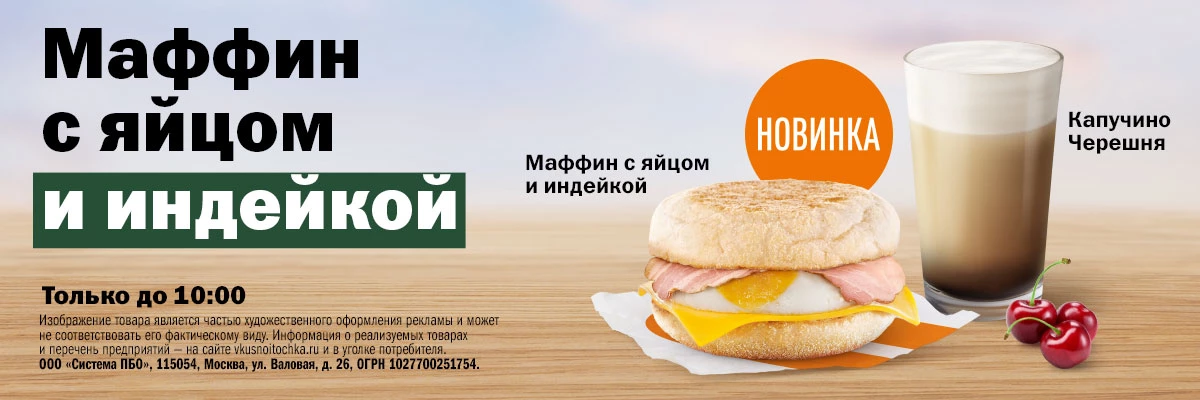 Маффин
с яйцом
и индейкой
Только до 10:00
Изображение товара является частью художественного оформления рекламы и может
не соответствовать его фактическому виду. Информация о реализуемых товарах
и перечень предприятий — на сайте vkusnoitochka.ru и в уголке потребителя.
ООО «Система ПБО», 115054, Москва, ул. Валовая, д. 26, ОГРН 1027700251754.
Маффин с яйцом
и индейкой
НОВИНКА
Капучино
Черешня